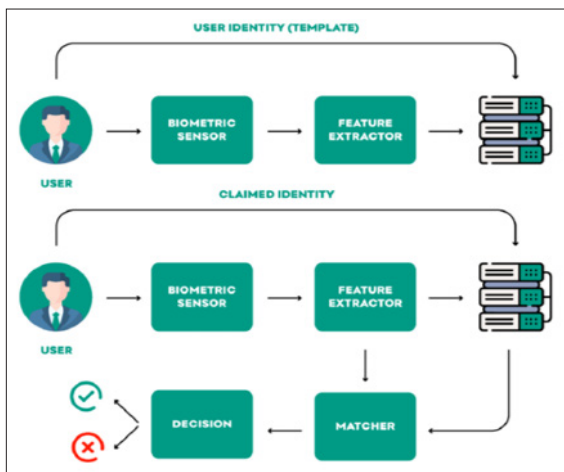 USER IDENTITY (TEMPLATE)
BIOMETRIC
SENSOR
FEATURE
EXTRACTOR
USER
CLAIMED IDENTITY
BIOMETRIC
SENSOR
FEATURE
EXTRACTOR
USER
DECISION
MATCHER